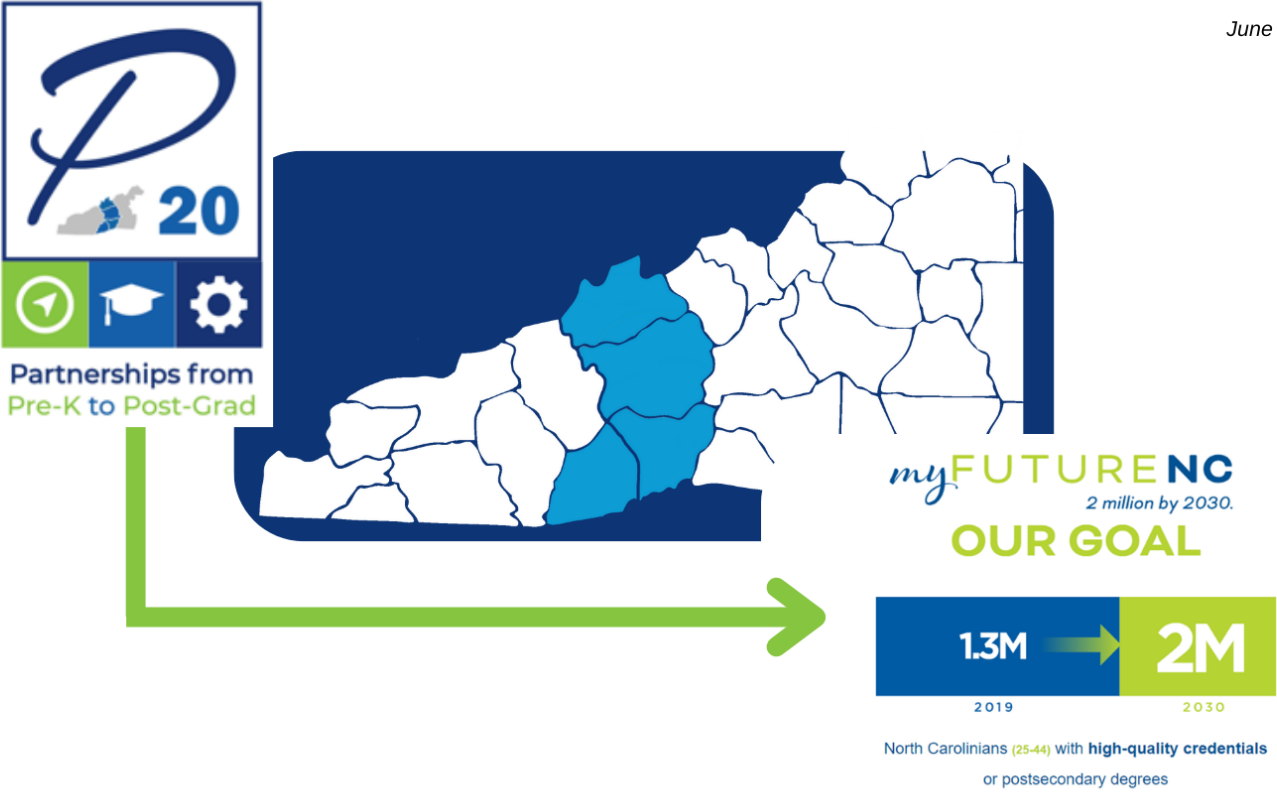 June
P
20
Partnerships from
Pre-K to Post-Grad
myFUTURENC
2 million by 2030.
OUR GOAL
1.3M
2M
2019
2030
North Carolinians (25-44) with high-quality credentials
or postsecondary degrees